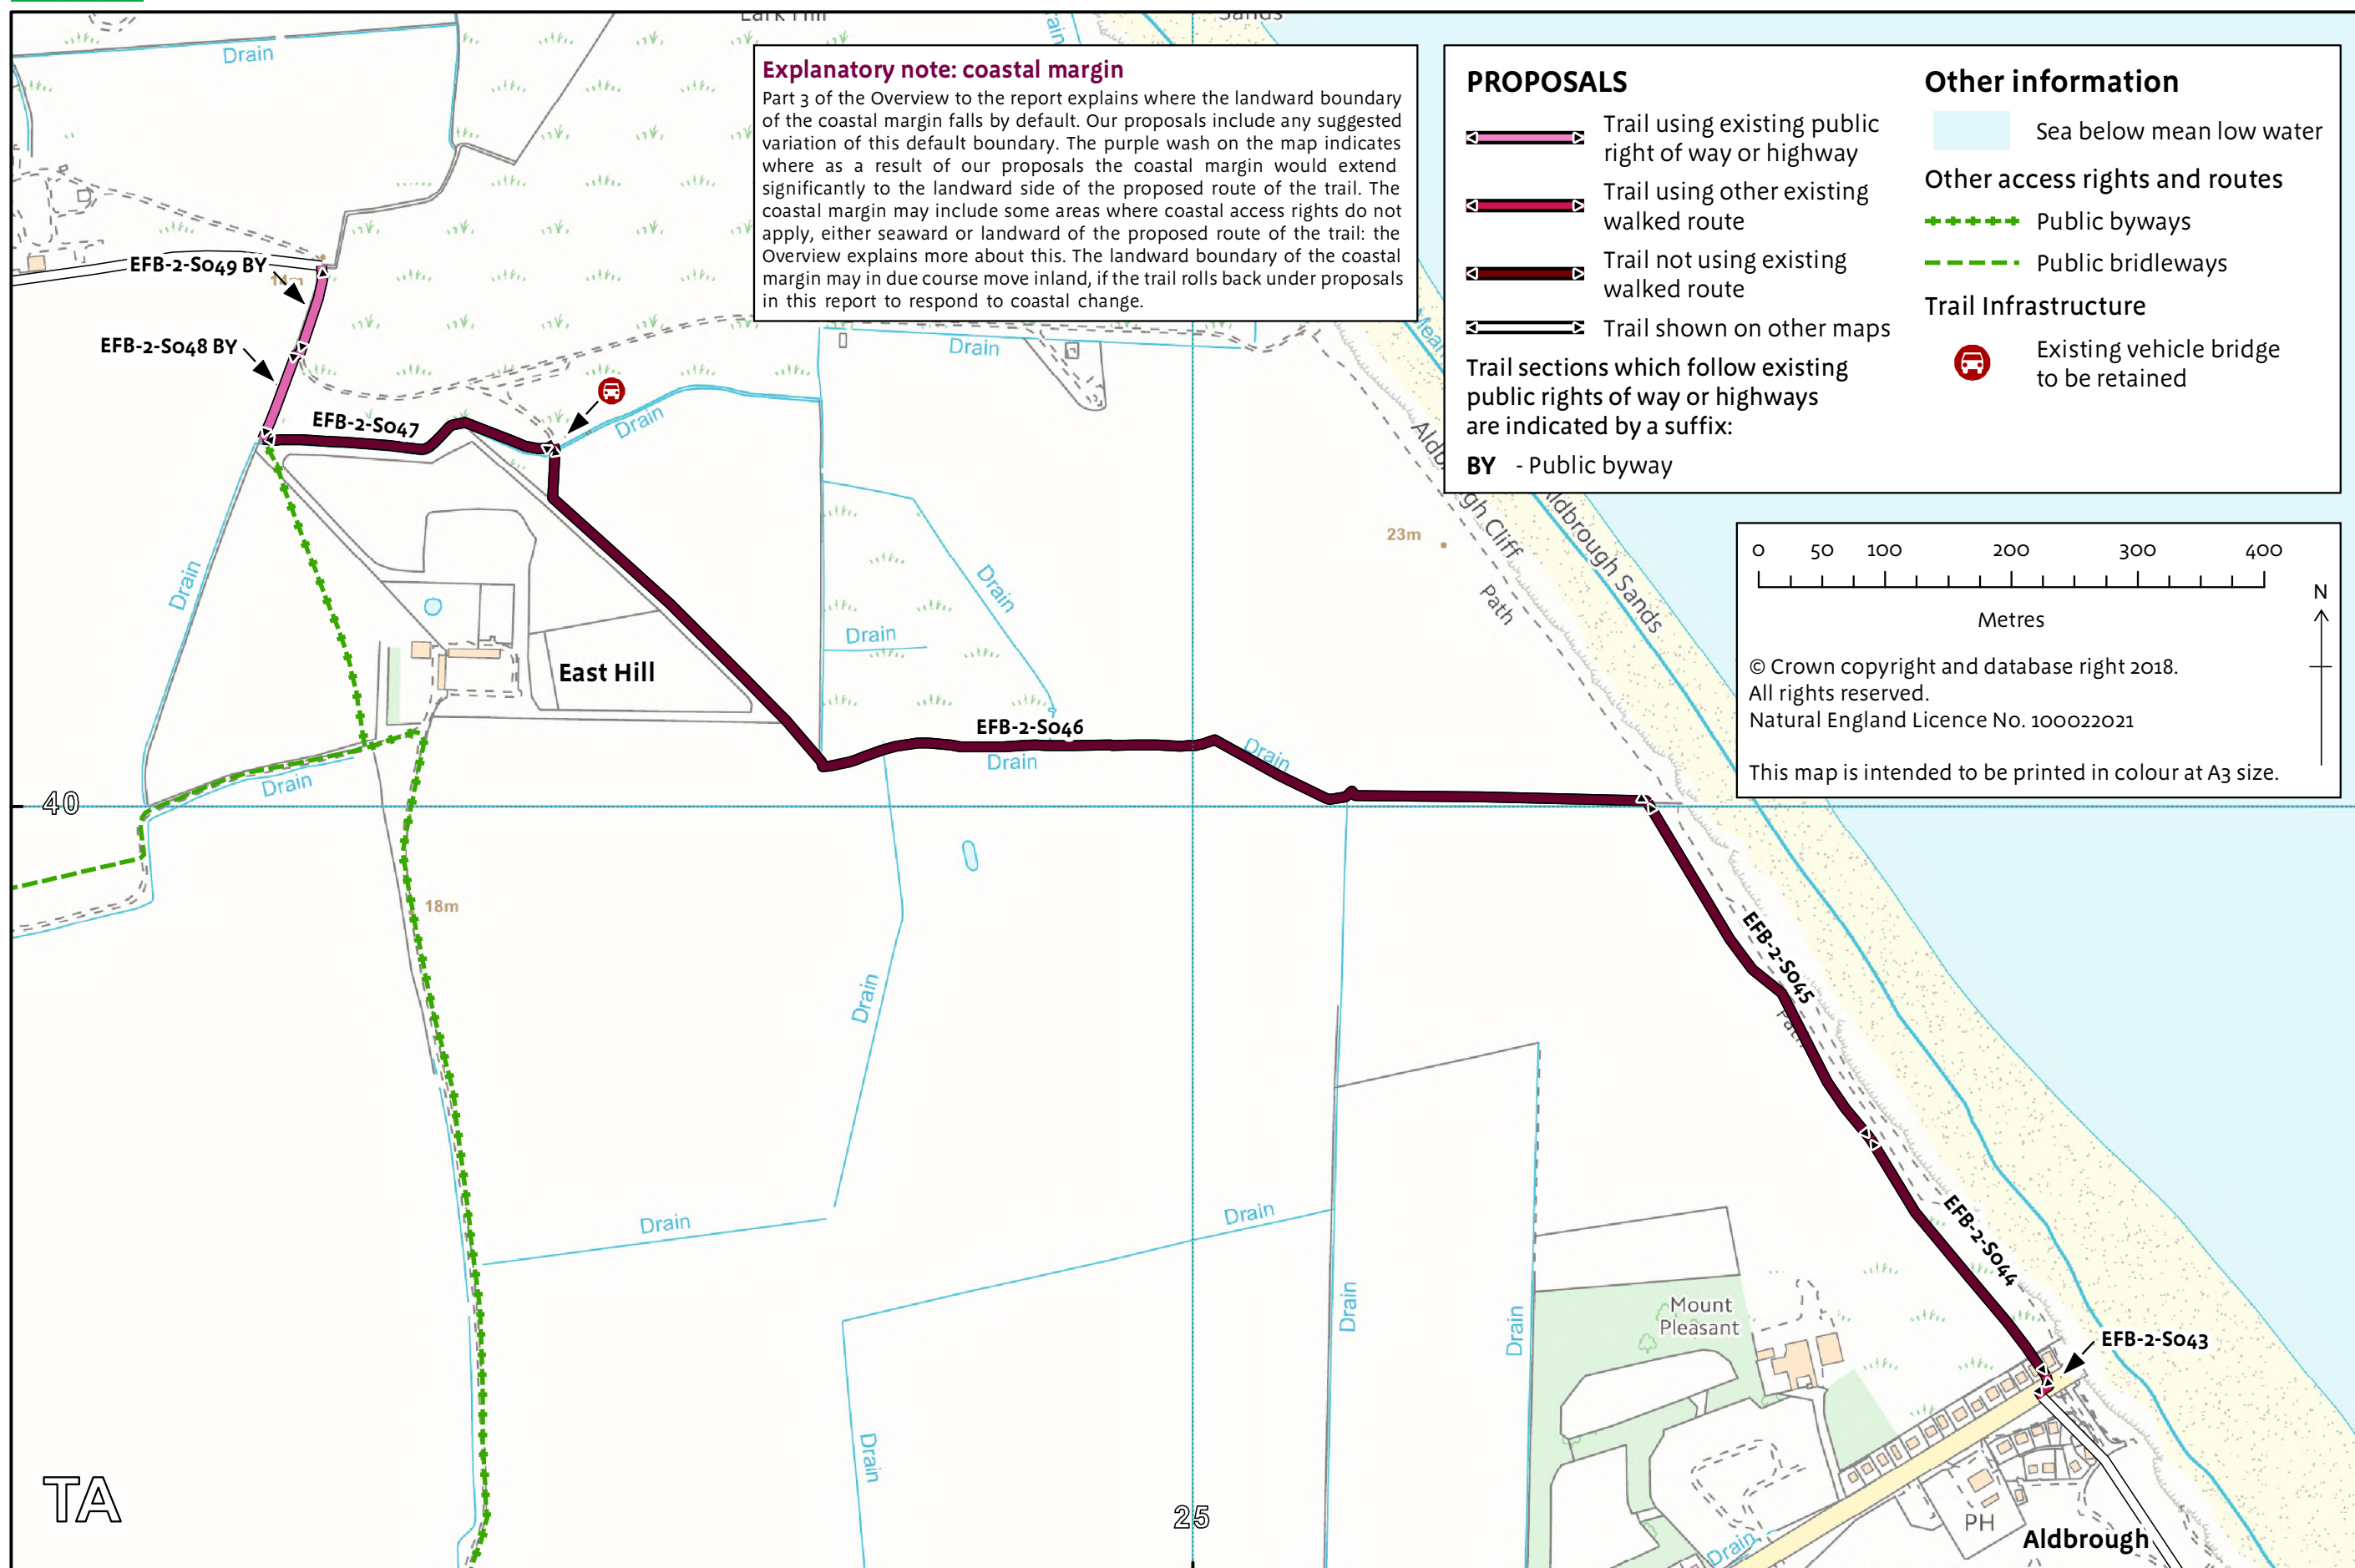 Lark Hill
Sands
Drain
Drain
Explanatory note: coastal margin
Part 3 of the Overview to the report explains where the landward boundary
of the coastal margin falls by default. Our proposals include any suggested
variation of this default boundary. The purple wash on the map indicates
where as a result of our proposals the coastal margin would extend
significantly to the landward side of the proposed route of the trail. The
coastal margin may include some areas where coastal access rights do not
apply, either seaward or landward of the proposed route of the trail: the
Overview explains more about this. The landward boundary of the coastal
margin may in due course move inland, if the trail rolls back under proposals
in this report to respond to coastal change.
PROPOSALS
Trail using existing public
right of way or highway
Trail using other existing
walked route
Trail not using existing
walked route
Trail shown on other maps
Trail sections which follow existing
public rights of way or highways
are indicated by a suffix:
BY - Public byway
Other information
Sea below mean low water
Other access rights and routes
Public byways
Public bridleways
Trail Infrastructure
Existing vehicle bridge
to be retained
EFB-2-S049 BY
14m
EFB-2-S048 BY
EFB-2-S047
Drain
Drain
Mean
Aldbrough Cliff
Path
Aldbrough Sands
23m
0 50 100 200 300 400
Metres
N
© Crown copyright and database right 2018.
All rights reserved.
Natural England Licence No. 100022021
This map is intended to be printed in colour at A3 size.
Drain
Drain
Drain
East Hill
EFB-2-S046
Drain
Drain
Drain
40
18m
EFB-2-S045
Path
Drain
Drain
Drain
EFB-2-S044
Drain
Drain
Mount
Pleasant
EFB-2-S043
Drain
TA
25
PH
Drain
Aldbrough